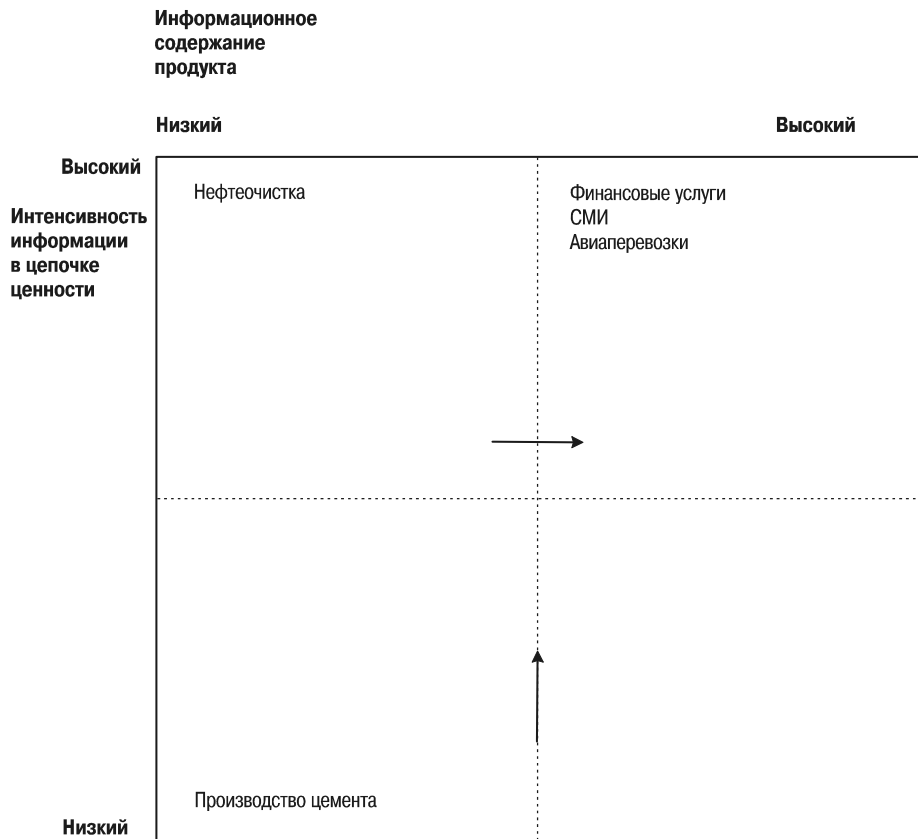 Информационное
содержание
продукта
Низкий
Высокий
Высокий
Интенсивность
информации
в цепочке
ценности
Нефтеочистка
Финансовые услуги
СМИ
Авиаперевозки
Производство цемента
Низкий